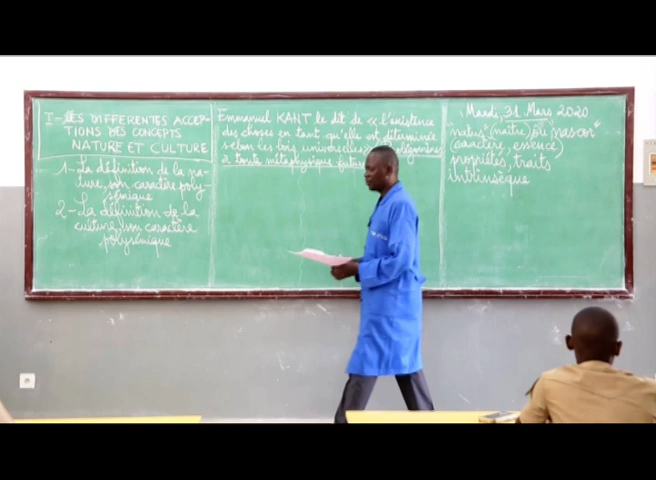 I- LES DIFFERENTES ACCEP-
TIONS DES CONCEPTS
NATURE ET CULTURE
1- La définition de la na-
ture, son caractère poly-
sémique
2- La définition de la
culture, son caractère
polysémique
Emmanuel KANT le dit de << l'existence
des choses en tant qu'elle est déterminée
selon les lois universelles
à toute métaphysique future
Mardi, 31 Mars 2020
(naître) ou nascor"
(caractère, essence)
propriétés, traits
intrinsèque